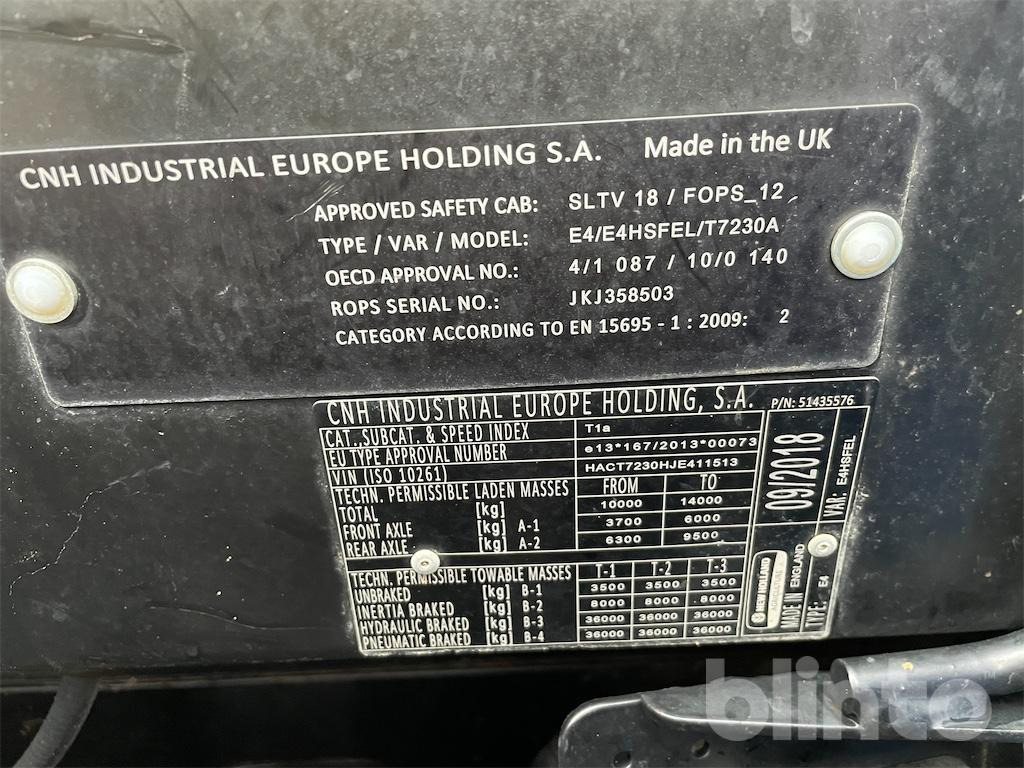 CNH INDUSTRIAL EUROPE HOLDING S.A. Made in the UK
APPROVED SAFETY CAB: SLTV 18 / FOPS_12
TYPE / VAR / MODEL: E4/E4HSFEL/T7230A
OECD APPROVAL NO.: 4/1 087 / 10/0 140
ROPS SERIAL NO.: JKJ358503
CATEGORY ACCORDING TO EN 15695 - 1 : 2009: 2
CNH INDUSTRIAL EUROPE HOLDING, S.A. P/N: 51435576
CAT., SUBCAT. & SPEED INDEX T1a
EU TYPE APPROVAL NUMBER e13*167/2013*00073
VIN (ISO 10261) HACT7230HJE411513
TECHN. PERMISSIBLE LADEN MASSES FROM TO
TOTAL [kg] 10000 14000
FRONT AXLE [kg] A-1 3700 6000
REAR AXLE [kg] A-2 6300 9500
TECHN. PERMISSIBLE TOWABLE MASSES T-1 T-2 T-3
UNBRAKED [kg] B-1 3500 3500 3500
INERTIA BRAKED [kg] B-2 8000 8000 8000
HYDRAULIC BRAKED [kg] B-3 36000 36000 36000
PNEUMATIC BRAKED [kg] B-4 36000 36000 36000
09/2018
VAR: E4HSFEL
NEW HOLLAND
AGRICULTURE
MADE IN ENGLAND
TYPE: E4
blinto